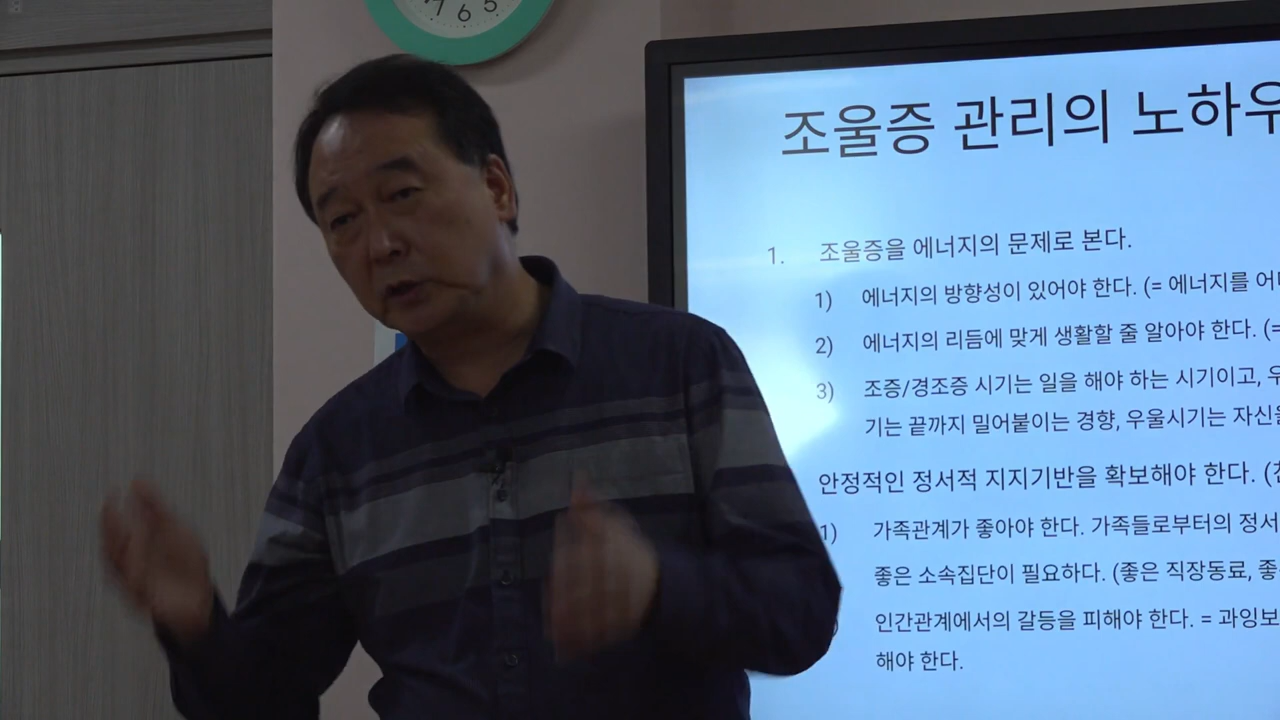 7 6 5
조울증 관리의 노하우
1. 조울증을 에너지의 문제로 본다.
1) 에너지의 방향성이 있어야 한다. (= 에너지를
2) 에너지의 리듬에 맞게 생활할 줄 알아야 한다. (=
3) 조증/경조증 시기는 일을 해야 하는 시기이고,
기는 끝까지 밀어붙이는 경향, 우울시기는 자신을
안정적인 정서적 지지기반을 확보해야 한다. (
1) 가족관계가 좋아야 한다. 가족들로부터의 정서
좋은 소속집단이 필요하다. (좋은 직장동료,
인간관계에서의 갈등을 피해야 한다. = 과잉보
해야 한다.